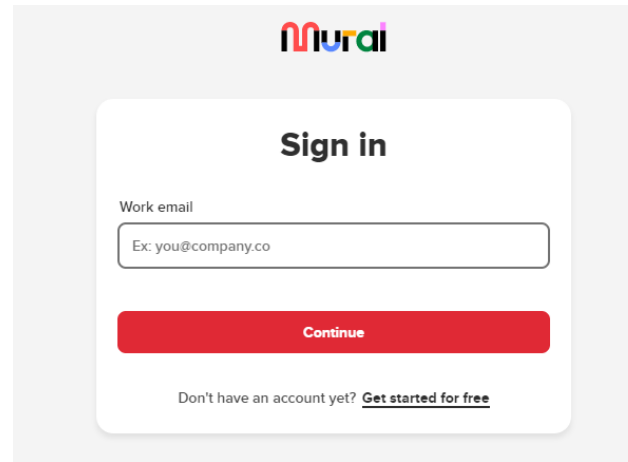 Mural
Sign in
Work email
Ex: you@company.co
Continue
Don't have an account yet? Get started for free